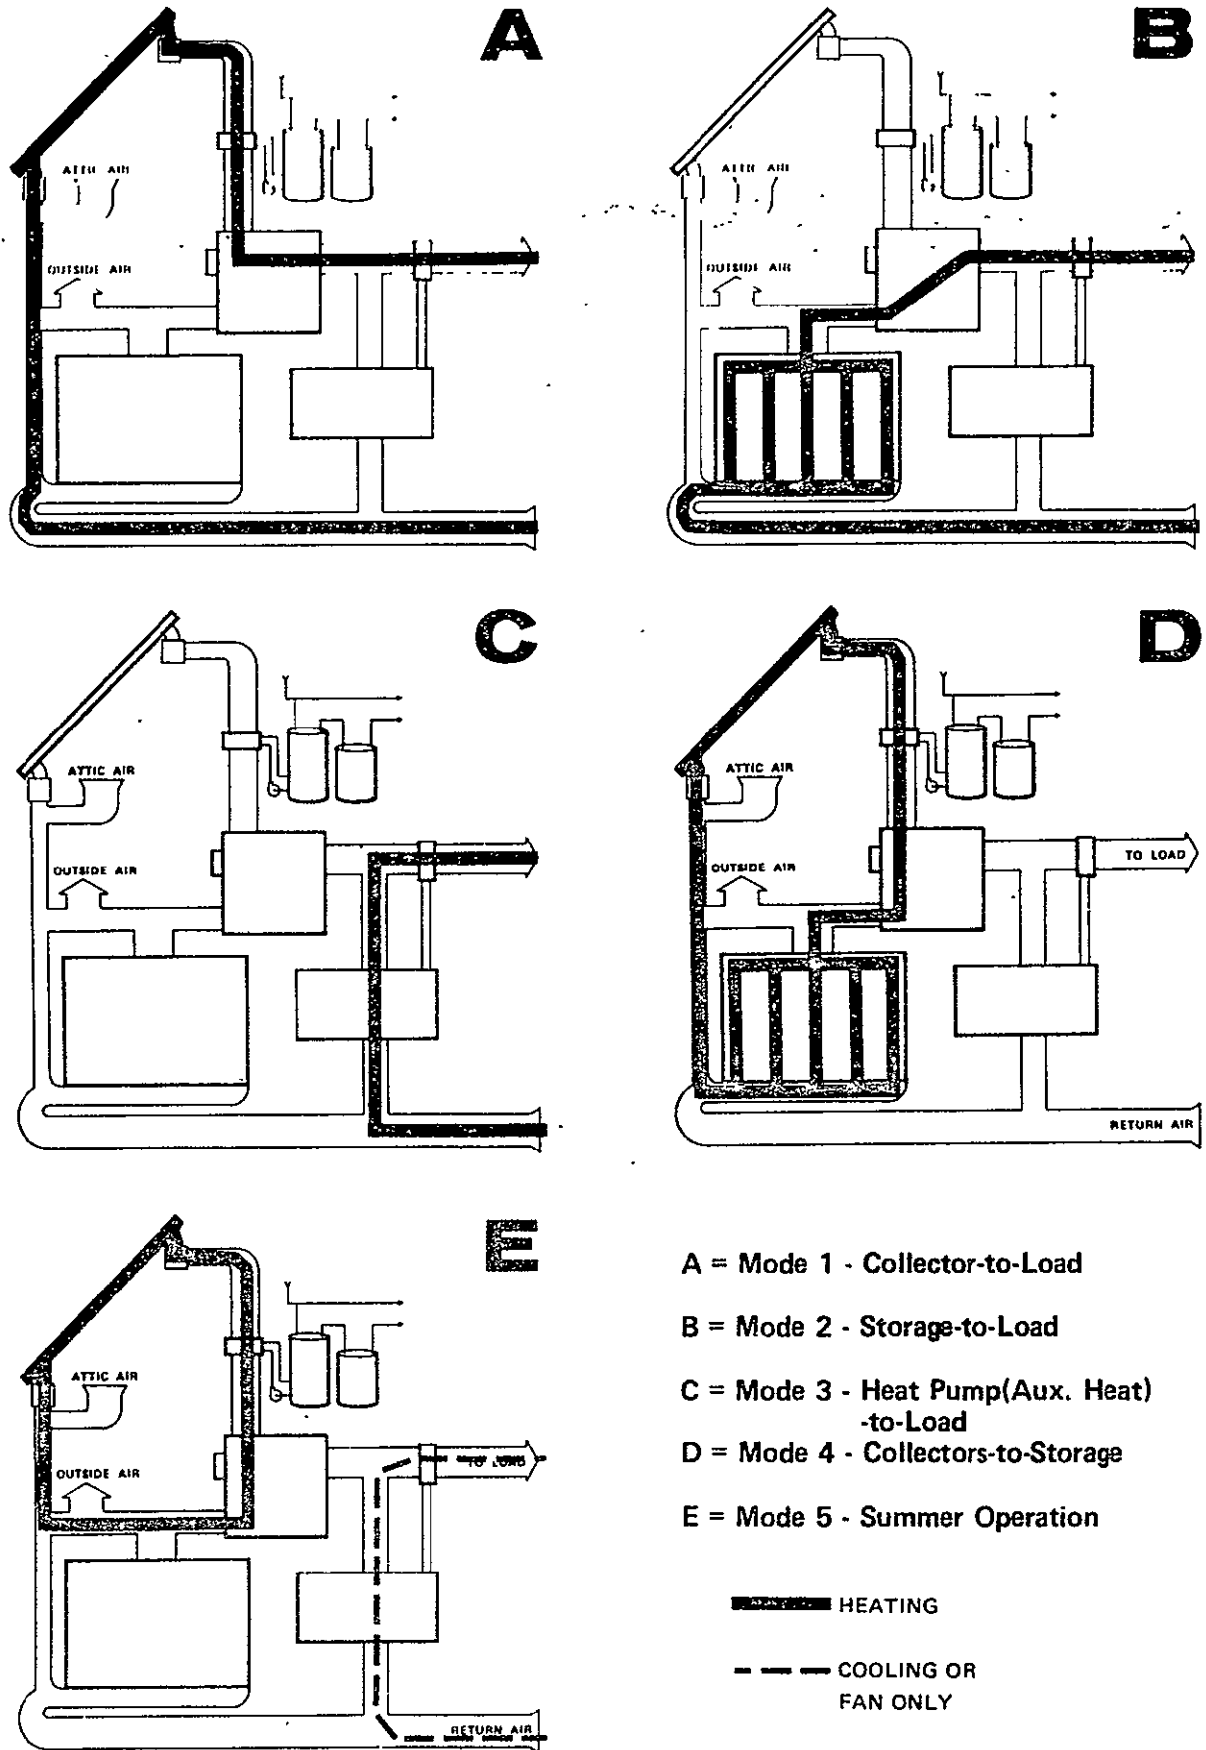 A
B
ATTIC AIR
ATTIC AIR
OUTSIDE AIR
OUTSIDE AIR
C
D
ATTIC AIR
ATTIC AIR
OUTSIDE AIR
OUTSIDE AIR
TO LOAD
RETURN AIR
E
ATTIC AIR
OUTSIDE AIR
TO LOAD
RETURN AIR
A = Mode 1 - Collector-to-Load
B = Mode 2 - Storage-to-Load
C = Mode 3 - Heat Pump(Aux. Heat)
-to-Load
D = Mode 4 - Collectors-to-Storage
E = Mode 5 - Summer Operation
HEATING
COOLING OR
FAN ONLY